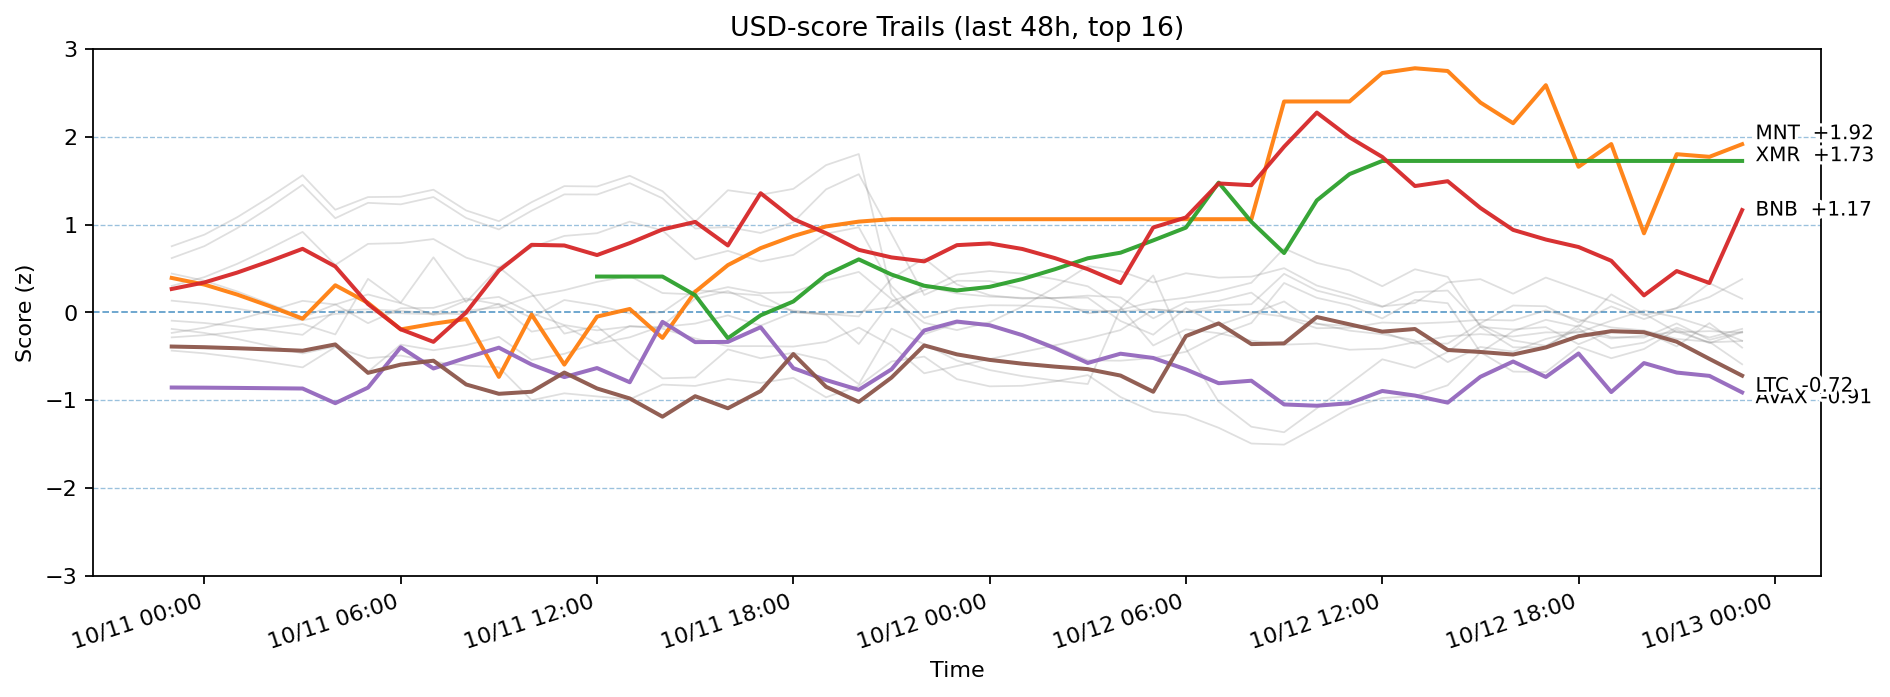 USD-score Trails (last 48h, top 16)
Score (z)
3
2
1
0
−1
−2
−3
MNT +1.92
XMR +1.73
BNB +1.17
LTC -0.72
AVAX -0.91
10/11 00:00
10/11 06:00
10/11 12:00
10/11 18:00
10/12 00:00
10/12 06:00
10/12 12:00
10/12 18:00
10/13 00:00
Time